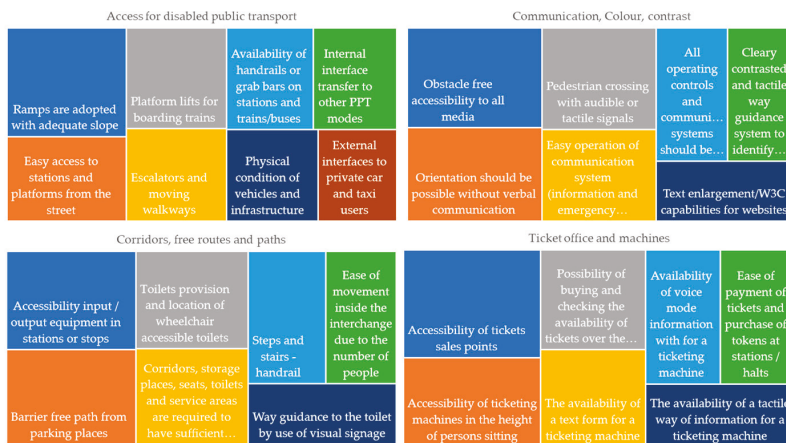 Access for disabled public transport
Ramps are adopted
with adequate slope
Platform lifts for
boarding trains
Availability of
handrails or
grab bars on
stations and
trains/buses
Internal
interface
transfer to
other PPT
modes
Easy access to
stations and
platforms from the
street
Escalators and
moving
walkways
Physical
condition of
vehicles and
infrastructure
External
interfaces to
private car
and taxi
users
Communication, Colour, contrast
Obstacle free
accessibility to all
media
Pedestrian crossing
with audible or
tactile signals
All
operating
controls
and
communi…
systems
should be…
Cleary
contrasted
and tactile
way
guidance
system to
identify…
Orientation should be
possible without verbal
communication
Easy operation of
communication
system
(information and
emergency…
Text enlargement/W3C
capabilities for websites
Corridors, free routes and paths
Accessibility input /
output equipment in
stations or stops
Toilets provision
and location of
wheelchair
accessible toilets
Steps and
stairs -
handrail
Ease of
movement
inside the
interchange
due to the
number of
people
Barrier free path from
parking places
Corridors, storage
places, seats, toilets
and service areas
are required to
have sufficient…
Way guidance to the toilet
by use of visual signage
Ticket office and machines
Accessibility of tickets
sales points
Possibility of
buying and
checking the
availability of
tickets over the…
Availability
of voice
mode
information
with for a
ticketing
machine
Ease of
payment of
tickets and
purchase of
tokens at
stations /
halts
Accessibility of ticketing
machines in the height
of persons sitting
The availability of
a text form for a
ticketing machine
The availability of a tactile
way of information for a
ticketing machine